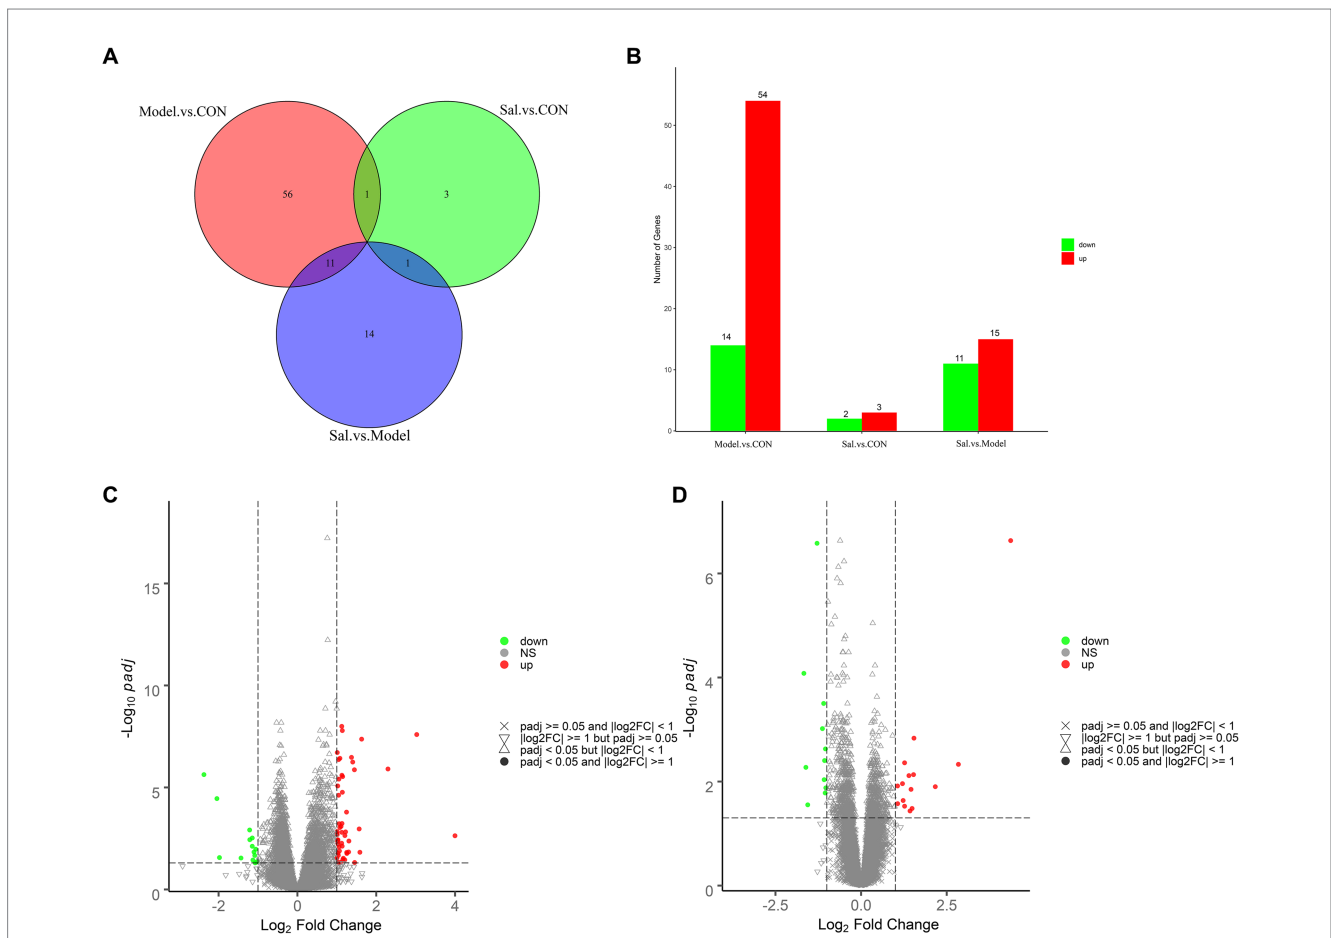 A
Model.vs.CON
Sal.vs.CON
56
1
3
11
1
14
Sal.vs.Model
B
Number of Genes
50
40
30
20
10
0
14
54
2
3
11
15
Model.vs.CON
Sal.vs.CON
Sal.vs.Model
down
up
C
-Log10 padj
15
10
5
0
-2
0
2
4
Log2 Fold Change
down
NS
up
padj >= 0.05 and |log2FC| < 1
|log2FC| >= 1 but padj >= 0.05
padj < 0.05 but |log2FC| < 1
padj < 0.05 and |log2FC| >= 1
D
-Log10 padj
6
4
2
0
-2.5
0.0
2.5
Log2 Fold Change
down
NS
up
padj >= 0.05 and |log2FC| < 1
|log2FC| >= 1 but padj >= 0.05
padj < 0.05 but |log2FC| < 1
padj < 0.05 and |log2FC| >= 1